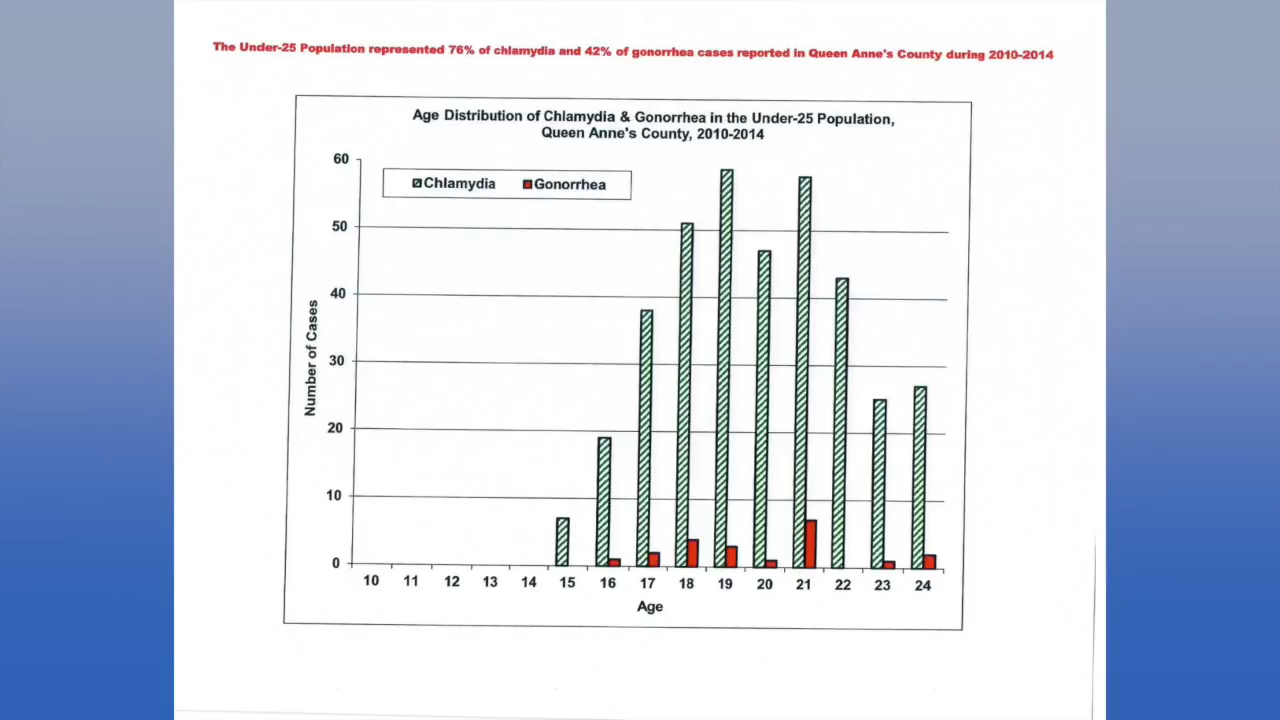 The Under-25 Population represented 76% of chlamydia and 42% of gonorrhea cases reported in Queen Anne's County during 2010-2014
Age Distribution of Chlamydia & Gonorrhea in the Under-25 Population,
Queen Anne's County, 2010-2014
Chlamydia Gonorrhea
60
50
40
30
20
10
0
Number of Cases
10 11 12 13 14 15 16 17 18 19 20 21 22 23 24
Age